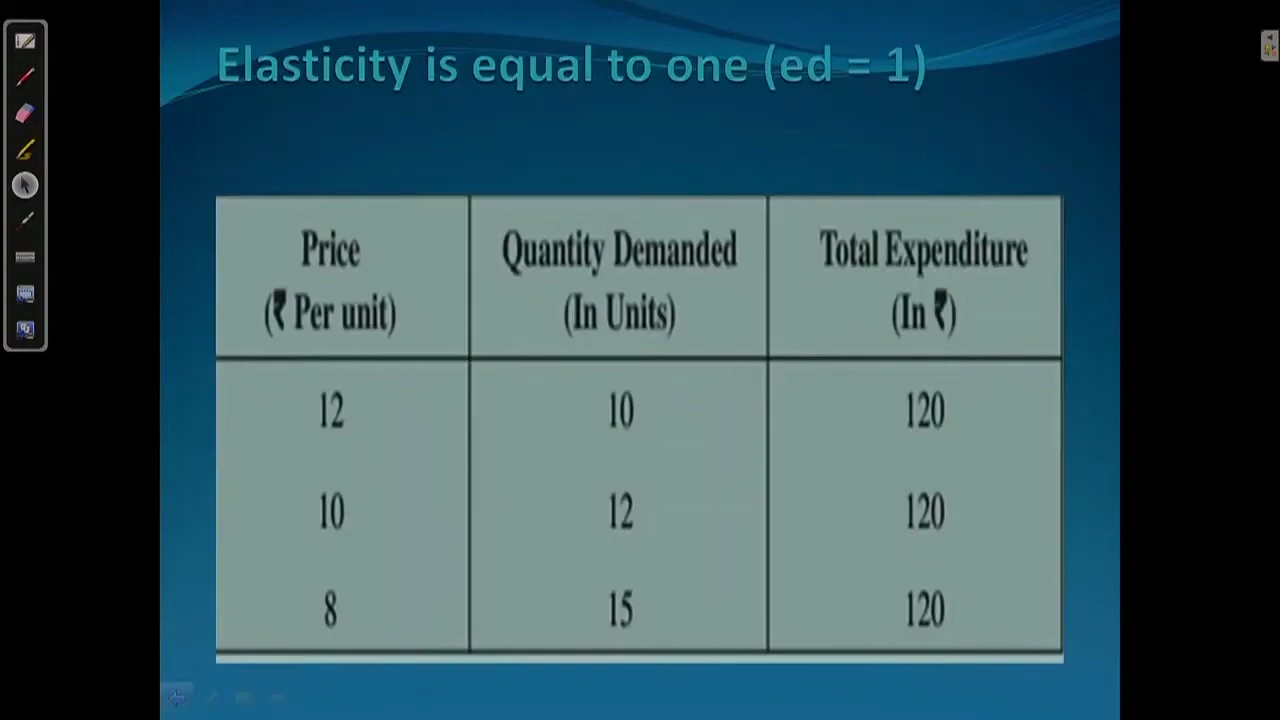 Elasticity is equal to one (ed = 1)
Price Quantity Demanded Total Expenditure
(₹ Per unit) (In Units) (In ₹)
12 10 120
10 12 120
8 15 120